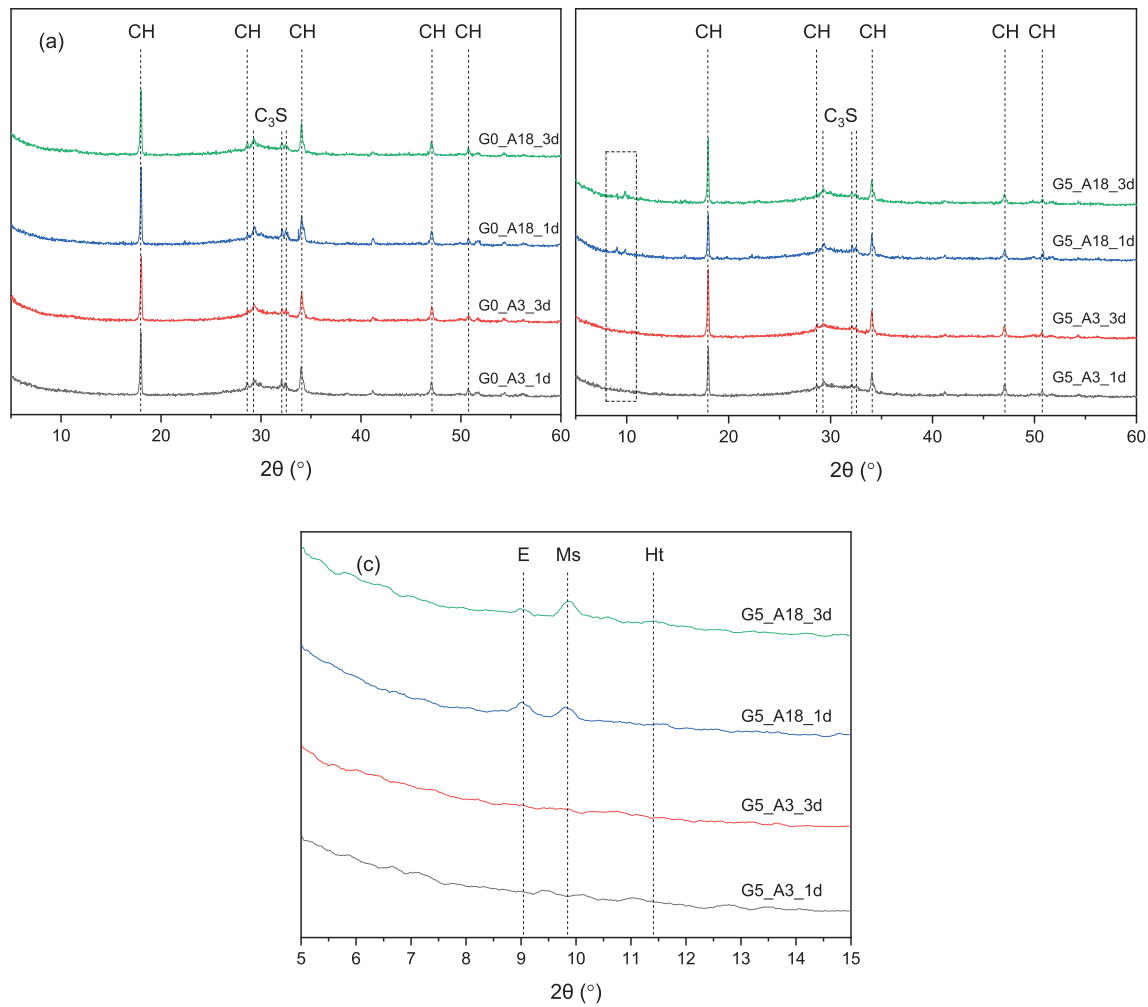 (a)
CH CH CH CH CH
C₃S
G0_A18_3d
G0_A18_1d
G0_A3_3d
G0_A3_1d
10 20 30 40 50 60
2θ (°)
CH CH CH CH CH
C₃S
G5_A18_3d
G5_A18_1d
G5_A3_3d
G5_A3_1d
10 20 30 40 50 60
2θ (°)
E Ms Ht
(c)
G5_A18_3d
G5_A18_1d
G5_A3_3d
G5_A3_1d
5 6 7 8 9 10 11 12 13 14 15
2θ (°)